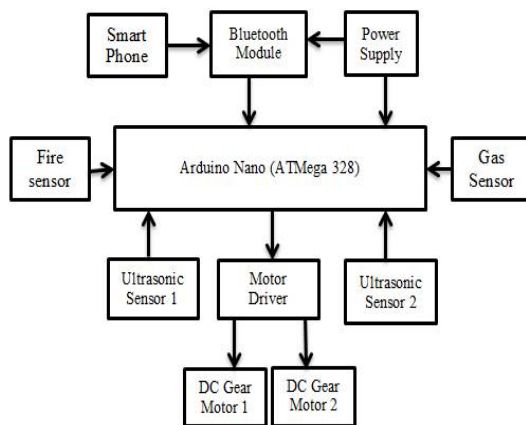 Smart
Phone
Bluetooth
Module
Power
Supply
Fire
sensor
Arduino Nano (ATMega 328)
Gas
Sensor
Ultrasonic
Sensor 1
Motor
Driver
Ultrasonic
Sensor 2
DC Gear
Motor 1
DC Gear
Motor 2